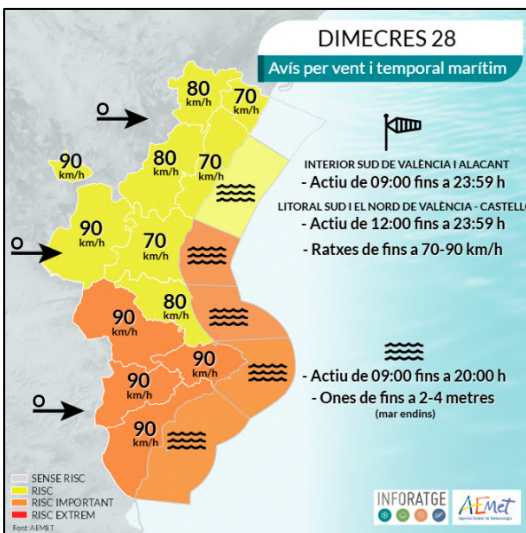 DIMECRES 28
Avís per vent i temporal marítim
80
km/h
70
km/h
O
80
km/h
70
km/h
90
km/h
90
km/h
O
70
km/h
80
km/h
90
km/h
90
km/h
90
km/h
O
90
km/h
INTERIOR SUD DE VALÈNCIA I ALACANT
- Actiu de 09:00 fins a 23:59 h
LITORAL SUD I EL NORD DE VALÈNCIA - CASTELLÓ
- Actiu de 12:00 fins a 23:59 h
- Ratxes de fins a 70-90 km/h
- Actiu de 09:00 fins a 20:00 h
- Ones de fins a 2-4 metres
(mar endins)
SENSE RISC
RISC
RISC IMPORTANT
RISC EXTREM
Font: AEMET
INFORATGE
AEMet
Agencia Estatal de Meteorología